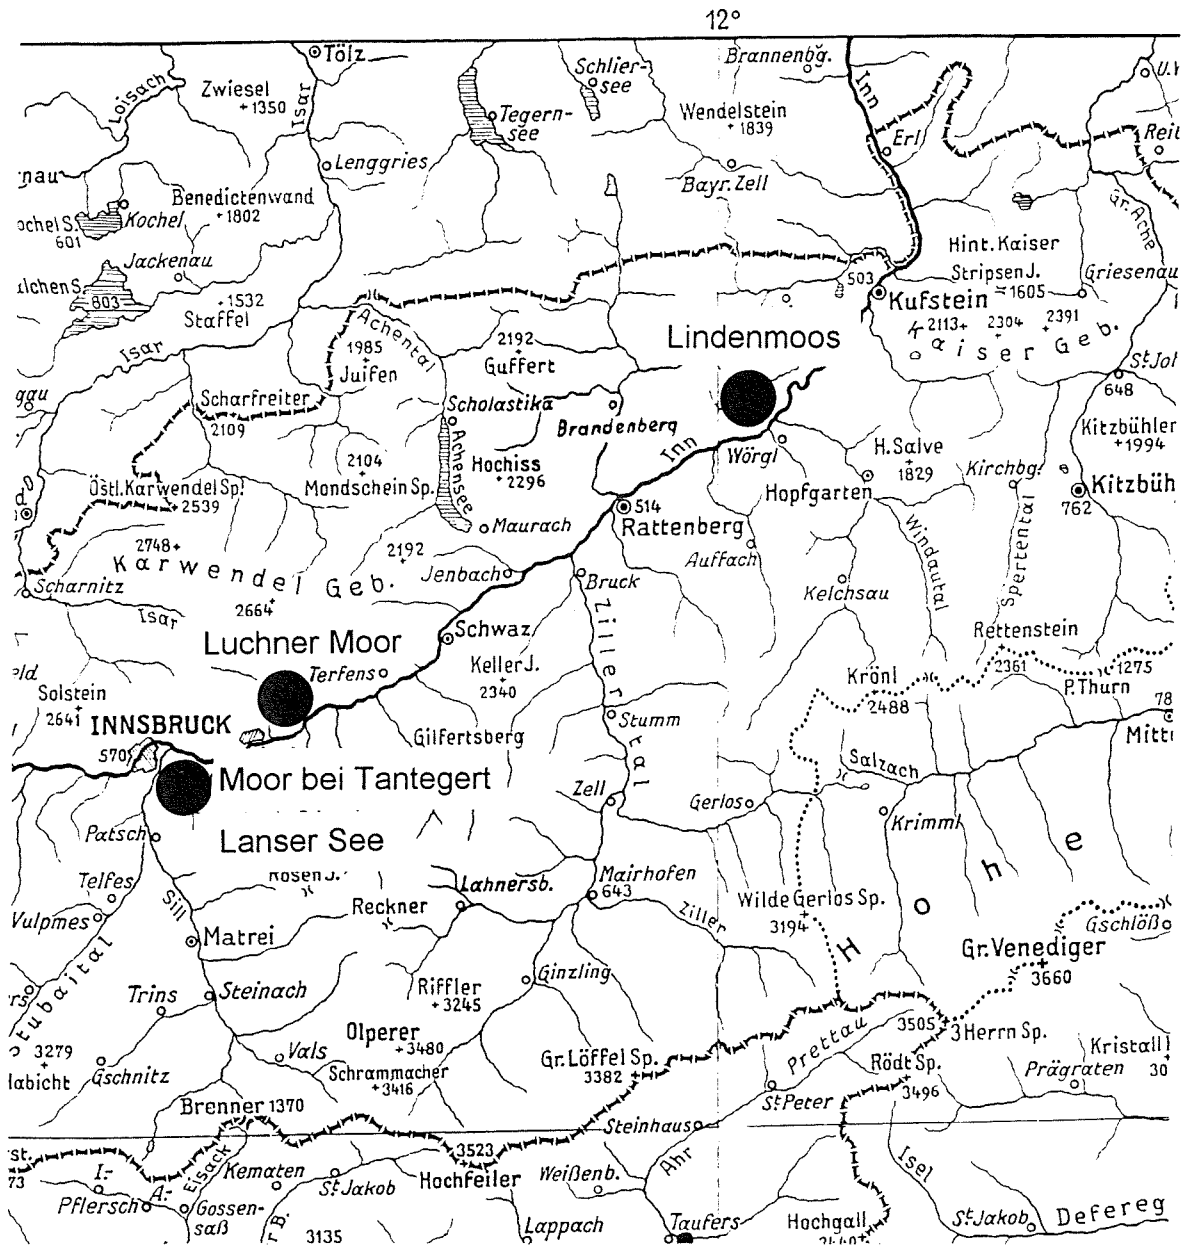 12°
Tölz
Loisach
Zwiesel
+1350
Isar
Schlier-
see
Brannenbg.
Inn
Tegern-
see
Wendelstein
+1839
Erl
Lenggries
Bayr. Zell
Benedictenwand
+1802
Kochel
601
Gr. Ache
Jackenau
803
+1532
Staffel
503
Kufstein
Hint. Kaiser
Stripsen J.
1605
Griesenau
2113+
2304
+
2391
+
Kaiser Geb.
Isar
Achental
1985
+
Juifen
2192
+
Guffert
Lindenmoos
648
Scharfreiter
2109
Scholastika
Achensee
Brandenberg
Inn
Wörgl
H. Salve
+
1829
Kitzbühler
+1994
Kirchbg.
2104
+
Mondschein Sp.
Hochiss
+2296
Hopfgarten
Östl. Karwendel Sp.
+2539
Maurach
514
Rattenberg
Auffach
Windautal
Spertental
762
2748+
Karwendel Geb.
2192
+
2664+
Jenbach
Bruck
Kelchsau
Scharnitz
Isar
Zillertal
Rettenstein
2361
1275
P. Thurn
Luchner Moor
Schwaz
Terfens
Keller J.
+
2340
Krönl
+
2488
Solstein
2641+
INNSBRUCK
570
Stumm
Gilfertsberg
Moor bei Tantegert
Zell
Gerlos
Salzach
Krimml
Patsch
Lanser See
Rosen J.
Telfes
Vulpmes
Sill
Lahnersb.
Reckner
Mairhofen
643
Ziller
Wilde Gerlos Sp.
3194+
Hohe
Gschlöß
Matrei
Stubaital
Gr. Venediger
+
3660
Trins
Steinach
Riffler
+3245
Ginzling
Olperer
+3480
Vals
Gschnitz
+3279
Schrammacher
+3416
Gr. Löffel Sp.
3382+
Prettau
3505
3 Herrn Sp.
Rödt Sp.
3496
Prägraten
Brenner 1370
St. Peter
Steinhaus
Eisack
Kematen
St. Jakob
3523
Hochfeiler
Weißenb.
Ahr
Isel
I.-
Pflersch
A.-
Gossen-
saß
3135
Lappach
Taufers
Hochgall
St. Jakob
Defereg